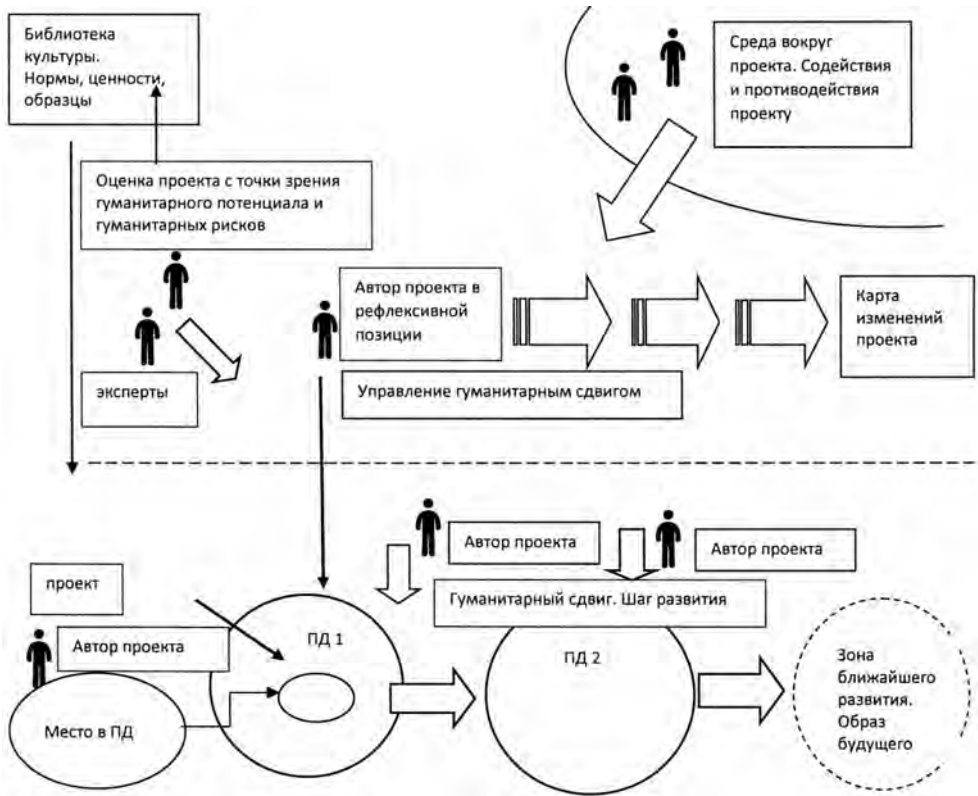 Библиотека
культуры.
Нормы, ценности,
образцы
Среда вокруг
проекта. Содействия
и противодействия
проекту
Оценка проекта с точки зрения
гуманитарного потенциала и
гуманитарных рисков
Автор проекта в
рефлексивной
позиции
Карта
изменений
проекта
эксперты
Управление гуманитарным сдвигом
Автор проекта
Автор проекта
проект
Гуманитарный сдвиг. Шаг развития
Автор проекта
ПД 1
ПД 2
Место в ПД
Зона
ближайшего
развития.
Образ
будущего